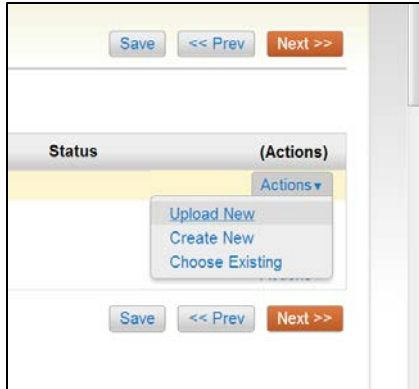 Save << Prev Next >>
Status (Actions)
Actions▾
Upload New
Create New
Choose Existing
Save << Prev Next >>